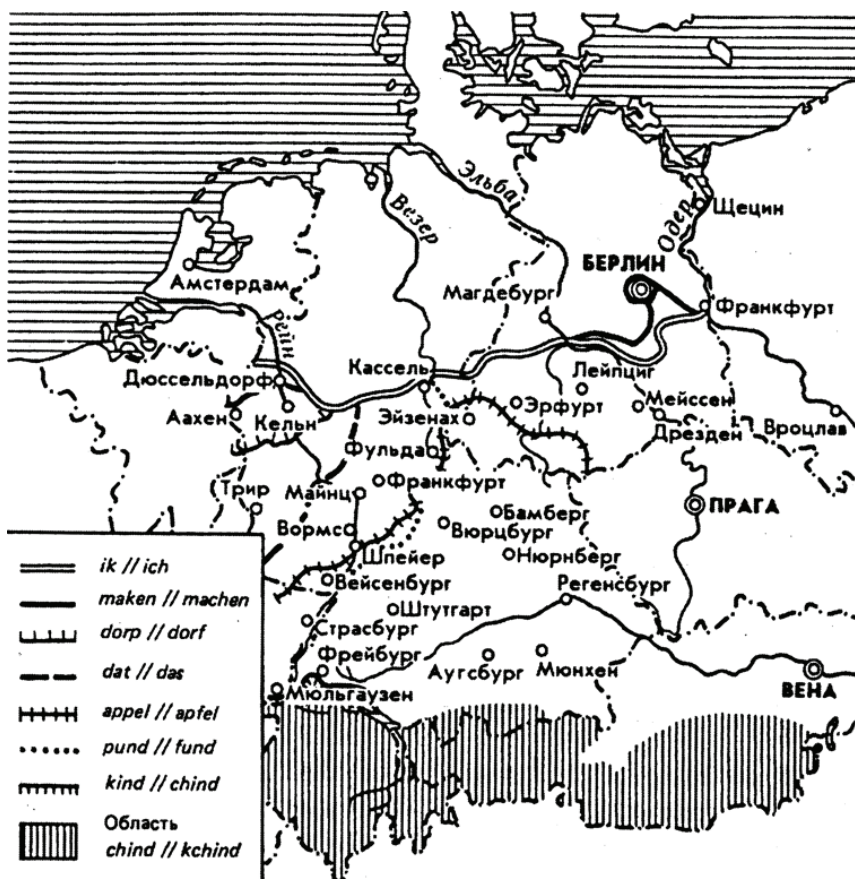 Эльба
Везер
Одер
Щецин
Амстердам
БЕРЛИН
Магдебург
Франкфурт
Рейн
Кассель
Лейпциг
Дюссельдорф
Мейссен
Аахен
Кельн
Эйзенах
Эрфурт
Дрезден
Вроцлав
Фульда
Трир
Майнц
Франкфурт
Бамберг
ПРАГА
Вормс
Вюрцбург
Шпейер
Нюрнберг
Вейсенбург
Регенсбург
Штутгарт
Страсбург
Фрейбург
Аугсбург
Мюнхен
ВЕНА
Мюльгаузен
ik // ich
maken // machen
dorp // dorf
dat // das
appel // apfel
pund // fund
kind // chind
Область
chind // kchind